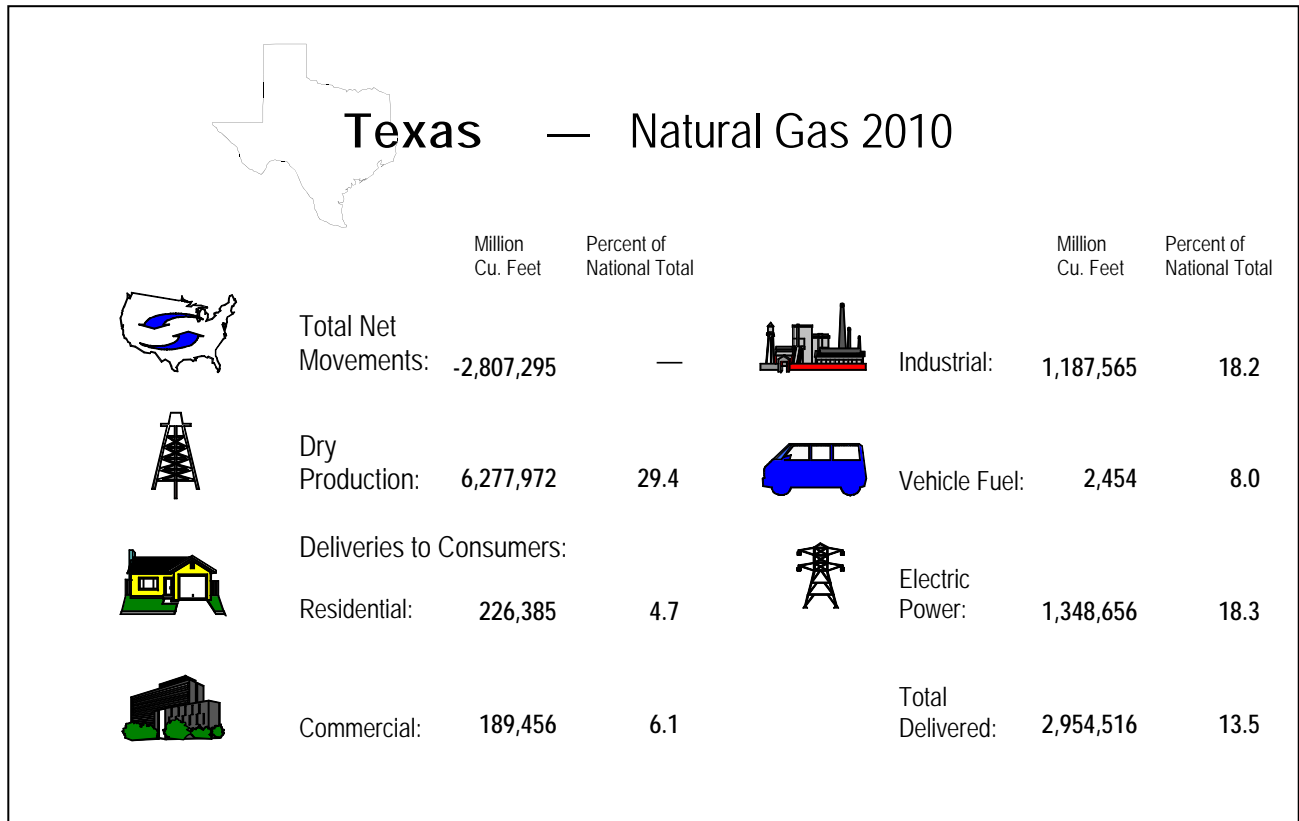 Texas — Natural Gas 2010
Million
Cu. Feet
Percent of
National Total
Total Net
Movements: -2,807,295 —
Dry
Production: 6,277,972 29.4
Deliveries to Consumers:
Residential: 226,385 4.7
Commercial: 189,456 6.1
Million
Cu. Feet
Percent of
National Total
Industrial: 1,187,565 18.2
Vehicle Fuel: 2,454 8.0
Electric
Power: 1,348,656 18.3
Total
Delivered: 2,954,516 13.5